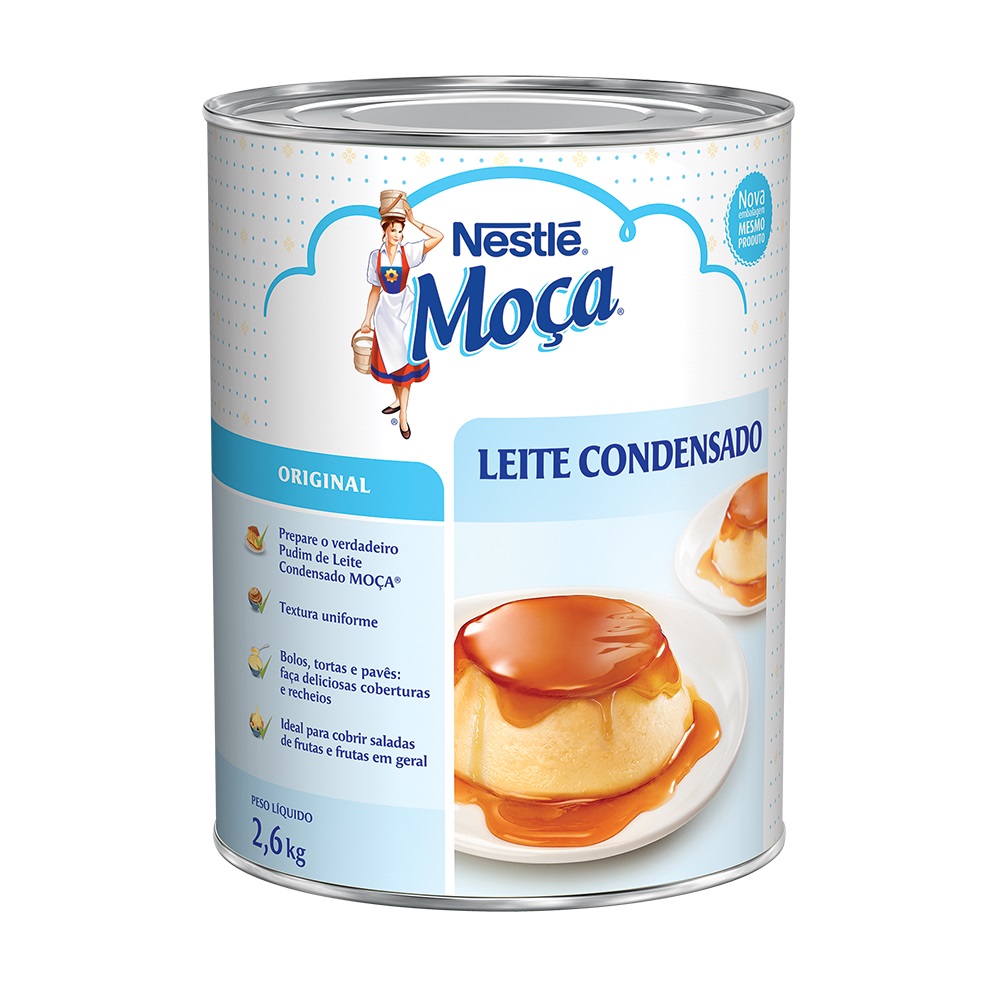 Nestlé®
Moça®
Nova
embalagem
MESMO
PRODUTO
LEITE CONDENSADO
ORIGINAL
Prepare o verdadeiro
Pudim de Leite
Condensado MOÇA®
Textura uniforme
Bolos, tortas e pavês:
faça deliciosas coberturas
e recheios
Ideal para cobrir saladas
de frutas e frutas em geral
PESO LÍQUIDO
2,6 kg
®